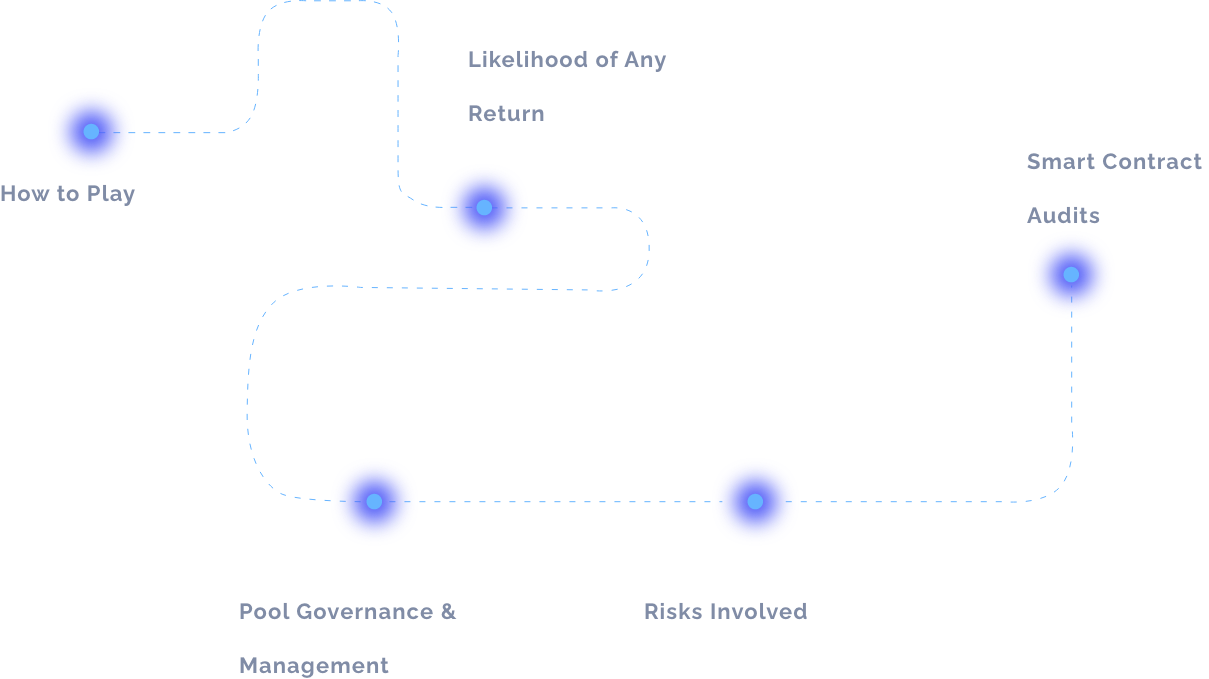 How to Play
Likelihood of Any
Return
Pool Governance &
Management
Risks Involved
Smart Contract
Audits